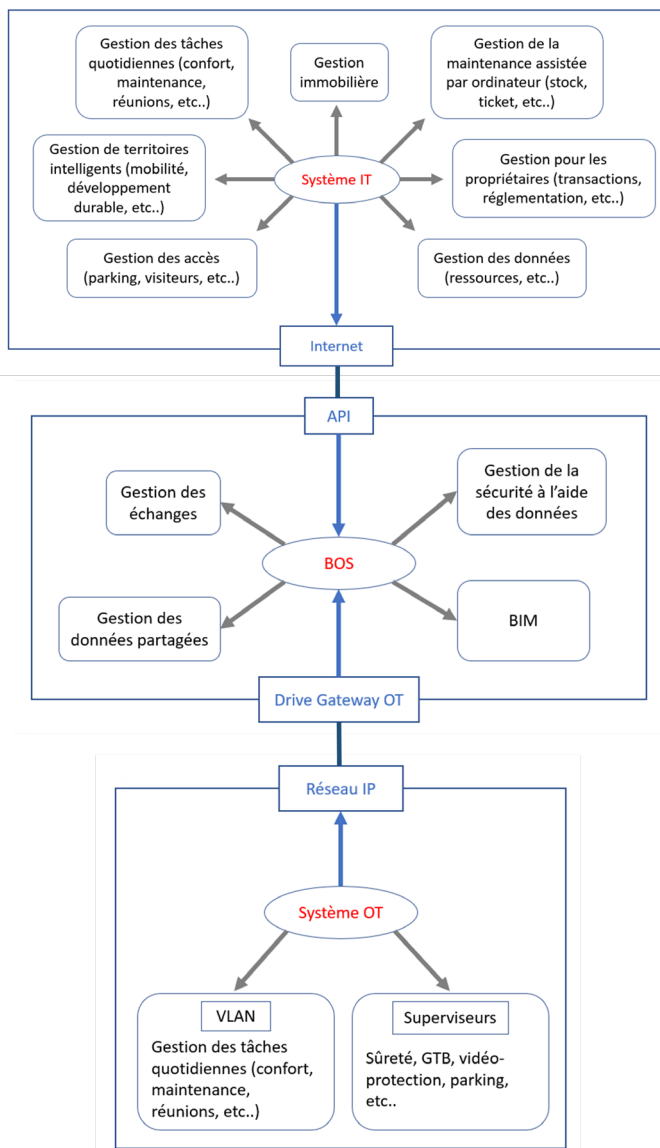 Gestion des tâches
quotidiennes (confort,
maintenance,
réunions, etc..)
Gestion
immobilière
Gestion de la
maintenance assistée
par ordinateur (stock,
ticket, etc..)
Gestion de territoires
intelligents (mobilité,
développement
durable, etc..)
Système IT
Gestion pour les
propriétaires (transactions,
réglementation, etc..)
Gestion des accès
(parking, visiteurs, etc..)
Gestion des données
(ressources, etc..)
Internet
API
Gestion des
échanges
Gestion de la
sécurité à l’aide
des données
BOS
Gestion des
données partagées
BIM
Drive Gateway OT
Réseau IP
Système OT
VLAN
Gestion des tâches
quotidiennes (confort,
maintenance,
réunions, etc..)
Superviseurs
Sûreté, GTB, vidéo-
protection, parking,
etc..